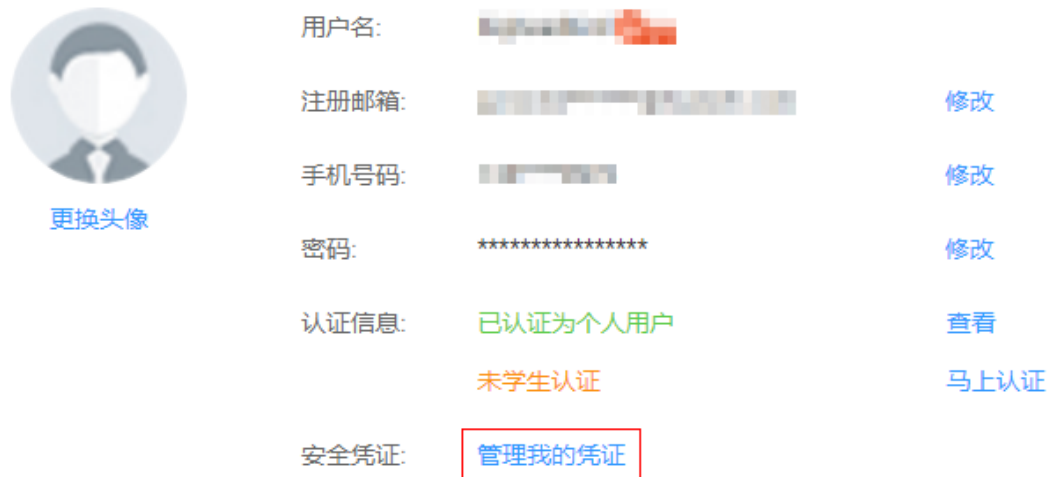 用户名:
注册邮箱: 修改
手机号码: 修改
更换头像
密码: **************** 修改
认证信息: 已认证为个人用户 查看
未学生认证 马上认证
安全凭证: 管理我的凭证